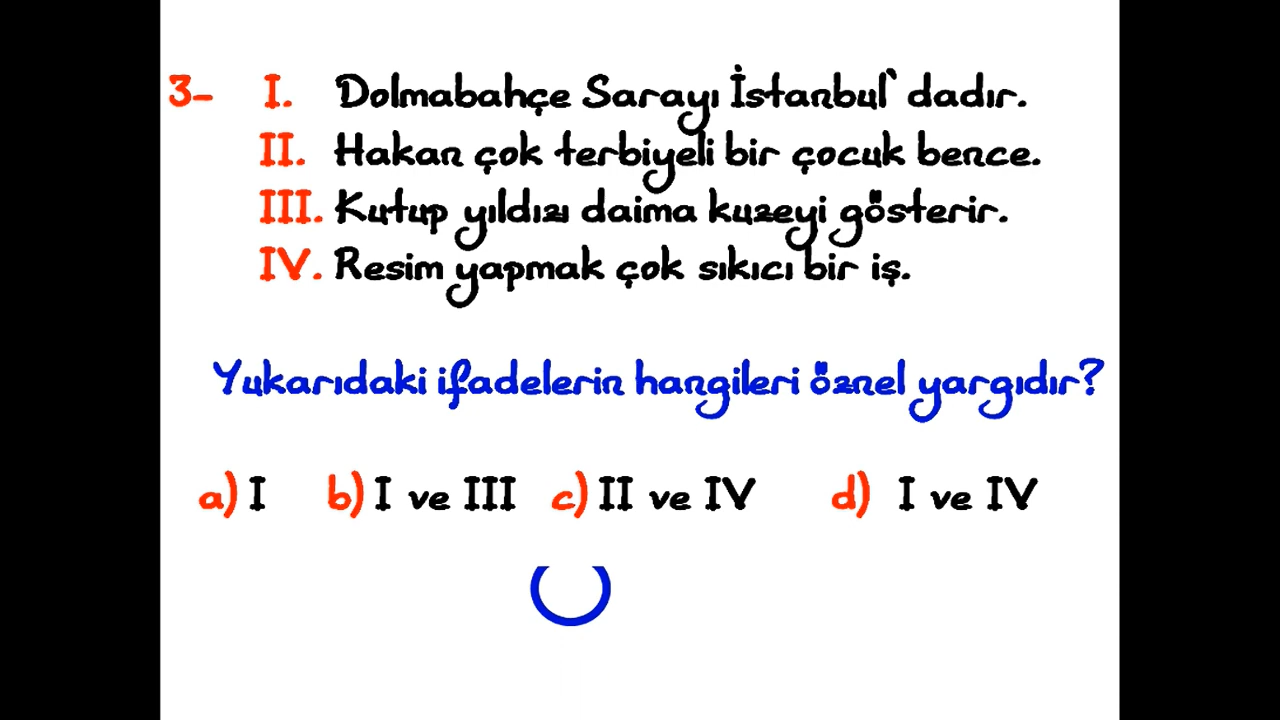 3- I. Dolmabahçe Sarayı İstanbul`dadır.
II. Hakan çok terbiyeli bir çocuk bence.
III. Kutup yıldızı daima kuzeyi gösterir.
IV. Resim yapmak çok sıkıcı bir iş.
Yukarıdaki ifadelerin hangileri öznel yargıdır?
a) I b) I ve III c) II ve IV d) I ve IV